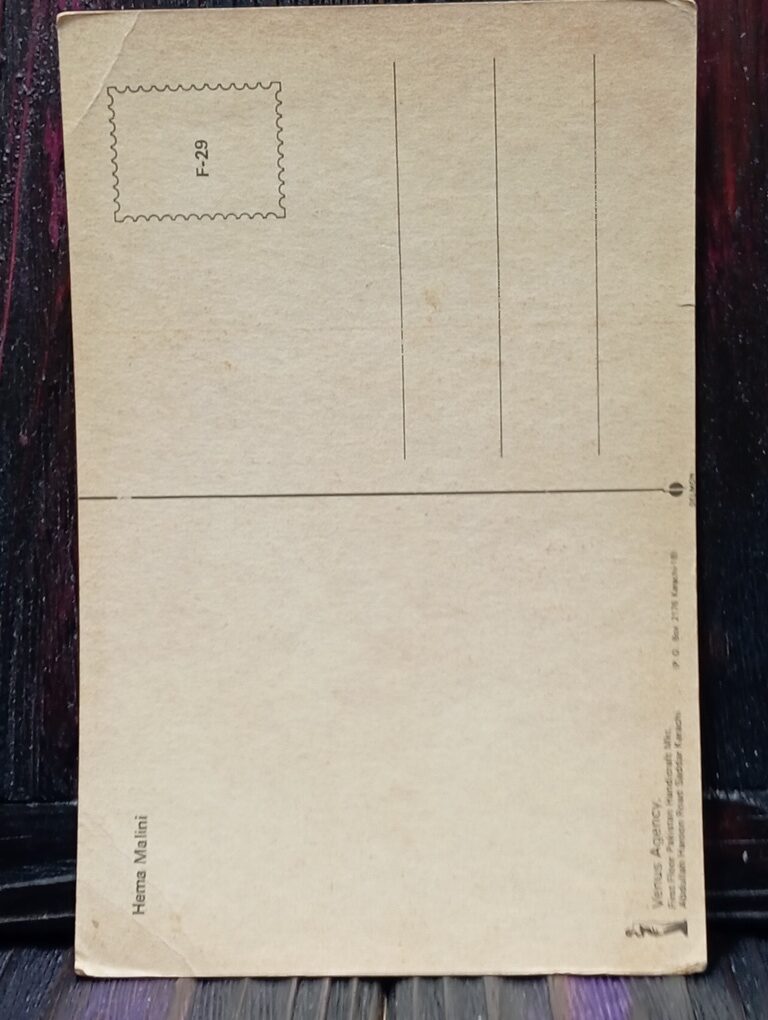 Hema Malini
F-29
Venus Agency.
First Floor Pakistan Handicraft Mkt.
Abdullah Haroon Road Saddar Karachi
P. O. Box 2176 Karachi-18